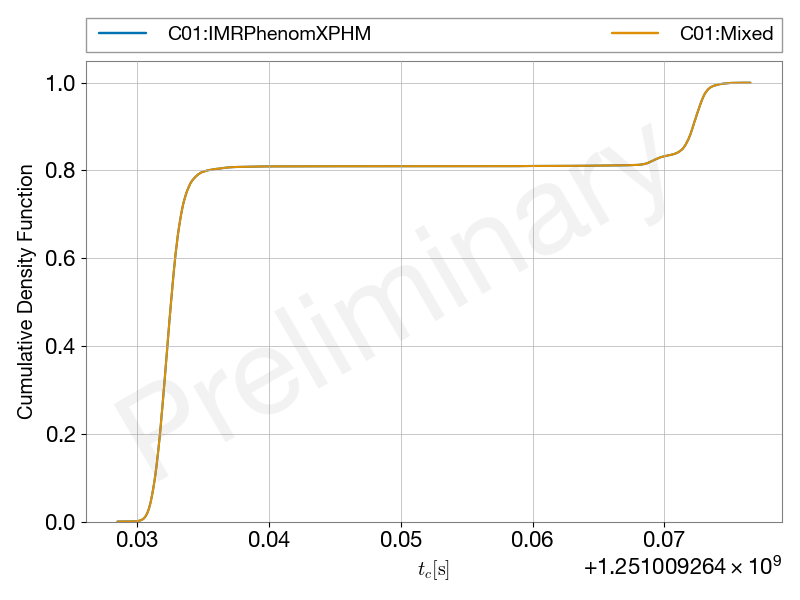 C01:IMRPhenomXPHM C01:Mixed
Cumulative Density Function
1.0
0.8
0.6
0.4
0.2
0.0
Preliminary
0.03 0.04 0.05 0.06 0.07
t_c[s]
+1.251009264 × 10⁹